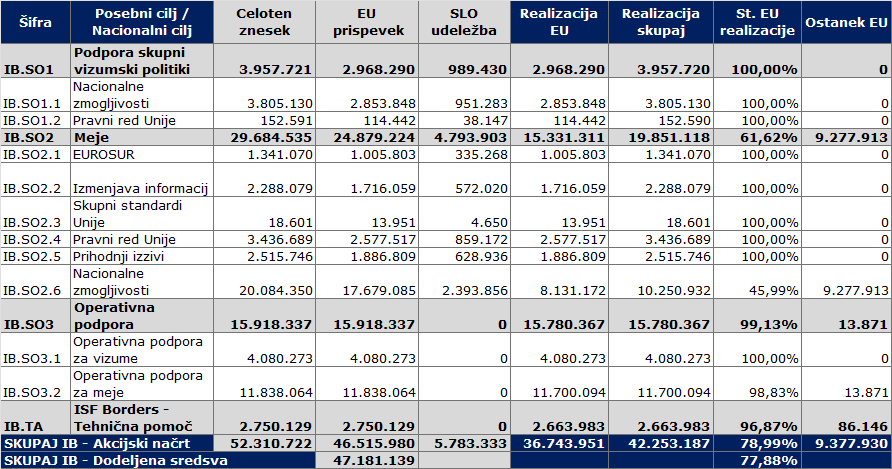 Šifra Posebni cilj / Nacionalni cilj Celoten znesek EU prispevek SLO udeležba Realizacija EU Realizacija skupaj St. EU realizacije Ostanek EU
IB.SO1 Podpora skupni vizumski politiki 3.957.721 2.968.290 989.430 2.968.290 3.957.720 100,00% 0
IB.SO1.1 Nacionalne zmogljivosti 3.805.130 2.853.848 951.283 2.853.848 3.805.130 100,00% 0
IB.SO1.2 Pravni red Unije 152.591 114.442 38.147 114.442 152.590 100,00% 0
IB.SO2 Meje 29.684.535 24.879.224 4.793.903 15.331.311 19.851.118 61,62% 9.277.913
IB.SO2.1 EUROSUR 1.341.070 1.005.803 335.268 1.005.803 1.341.070 100,00% 0
IB.SO2.2 Izmenjava informacij 2.288.079 1.716.059 572.020 1.716.059 2.288.079 100,00% 0
IB.SO2.3 Skupni standardi Unije 18.601 13.951 4.650 13.951 18.601 100,00% 0
IB.SO2.4 Pravni red Unije 3.436.689 2.577.517 859.172 2.577.517 3.436.689 100,00% 0
IB.SO2.5 Prihodnji izzivi 2.515.746 1.886.809 628.936 1.886.809 2.515.746 100,00% 0
IB.SO2.6 Nacionalne zmogljivosti 20.084.350 17.679.085 2.393.856 8.131.172 10.250.932 45,99% 9.277.913
IB.SO3 Operativna podpora 15.918.337 15.918.337 0 15.780.367 15.780.367 99,13% 13.871
IB.SO3.1 Operativna podpora za vizume 4.080.273 4.080.273 0 4.080.273 4.080.273 100,00% 0
IB.SO3.2 Operativna podpora za meje 11.838.064 11.838.064 0 11.700.094 11.700.094 98,83% 13.871
IB.TA ISF Borders - Tehnična pomoč 2.750.129 2.750.129 0 2.663.983 2.663.983 96,87% 86.146
SKUPAJ IB - Akcijski načrt 52.310.722 46.515.980 5.783.333 36.743.951 42.253.187 78,99% 9.377.930
SKUPAJ IB - Dodeljena sredsva 47.181.139 77,88%